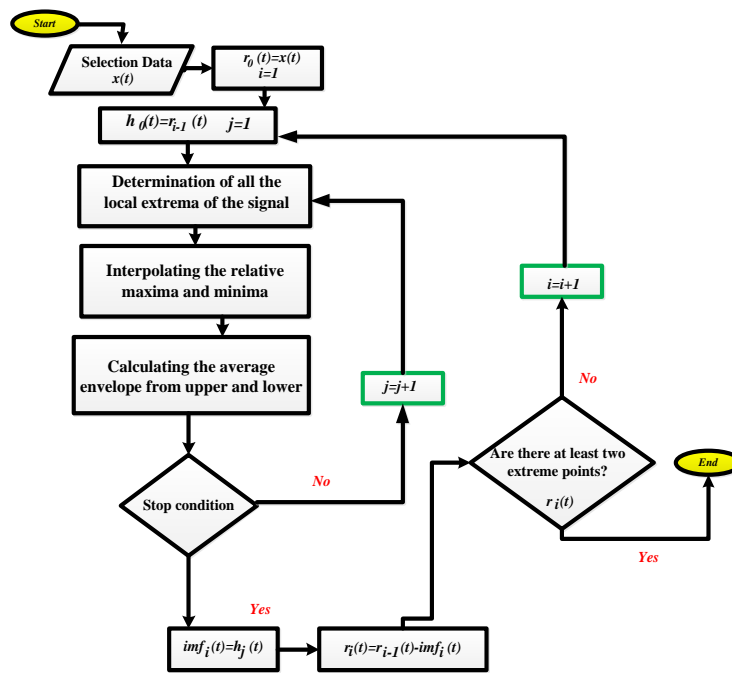 Start
Selection Data
x(t)
r0 (t)=x(t)
i=1
h 0(t)=ri-1 (t) j=1
Determination of all the
local extrema of the signal
Interpolating the relative
maxima and minima
Calculating the average
envelope from upper and lower
j=j+1
i=i+1
No
Stop condition
No
Are there at least two
extreme points?
r i(t)
End
Yes
Yes
imf i(t)=hj (t)
ri(t)=ri-1(t)-imfi(t)